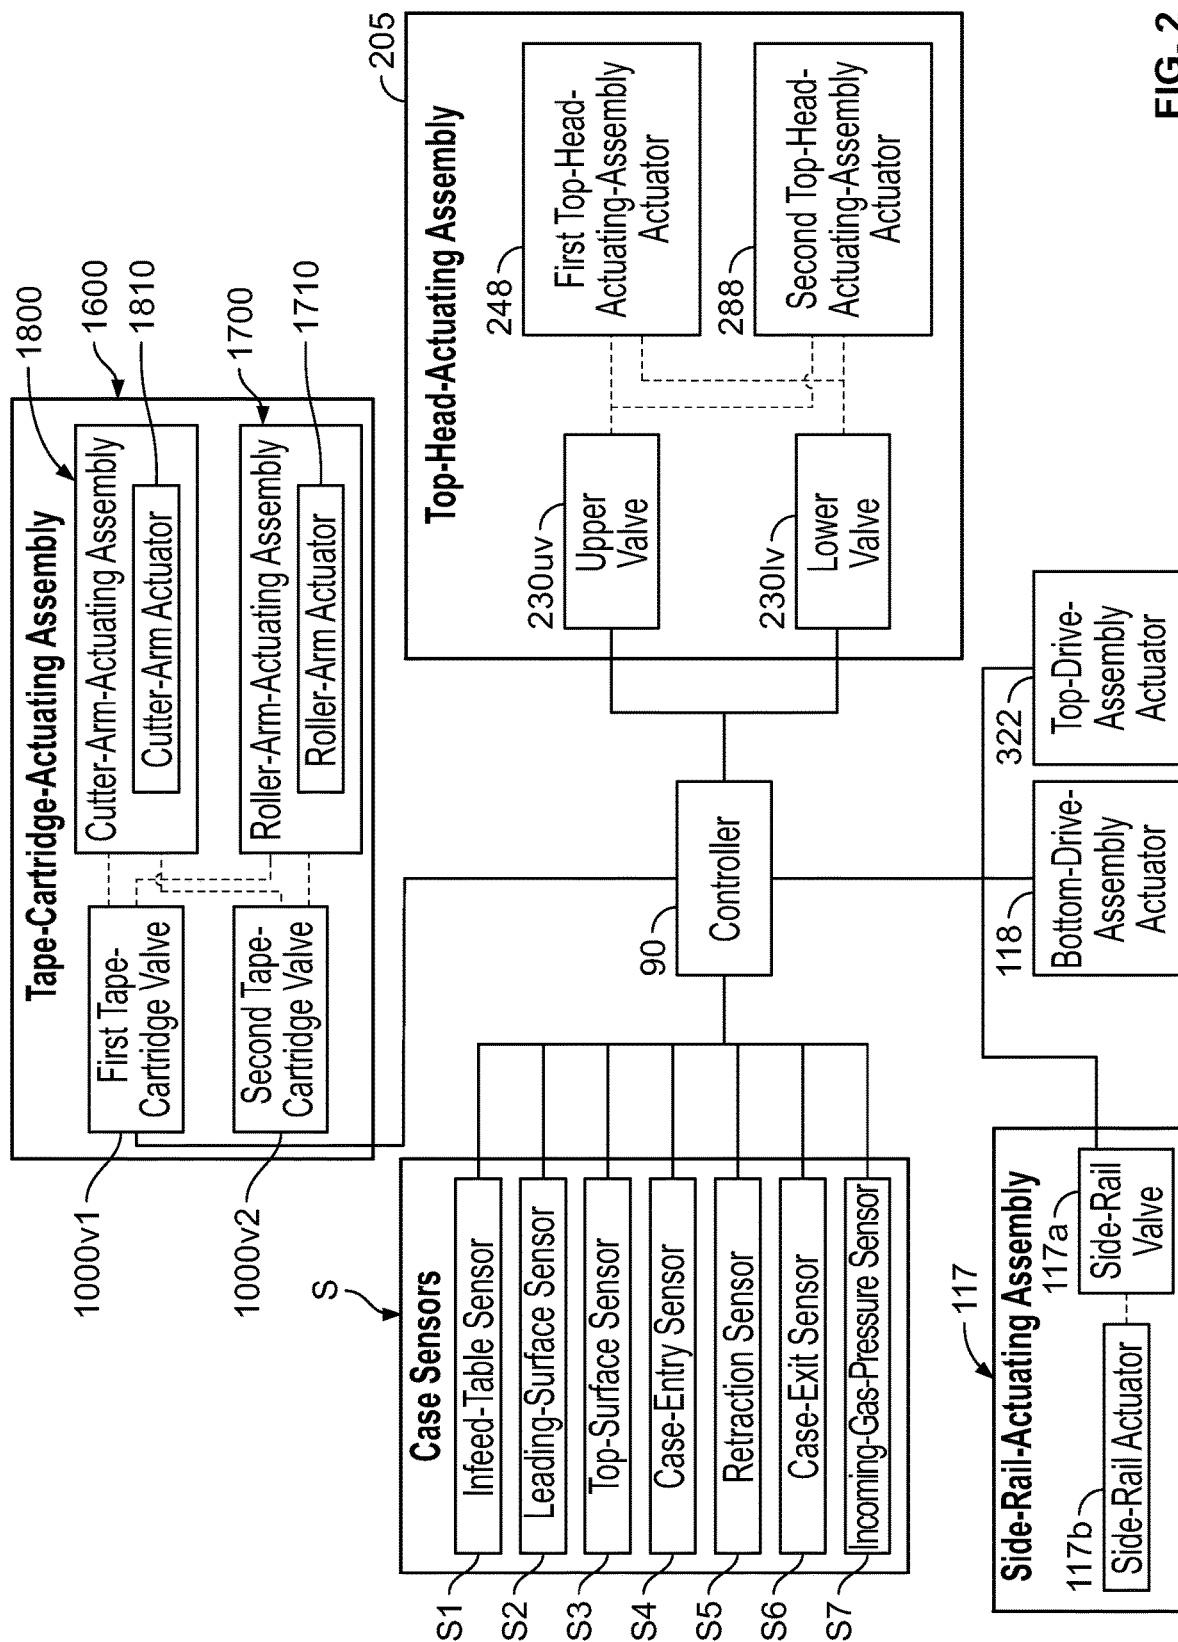 1800
1600
1810
1700
1710
Tape-Cartridge-Actuating Assembly
Cutter-Arm-Actuating Assembly
Cutter-Arm Actuator
Roller-Arm-Actuating Assembly
Roller-Arm Actuator
First Tape-
Cartridge Valve
Second Tape-
Cartridge Valve
1000v1
1000v2
205
Top-Head-Actuating Assembly
248
First Top-Head-
Actuating-Assembly
Actuator
288
Second Top-Head-
Actuating-Assembly
Actuator
230uv
Upper
Valve
230lv
Lower
Valve
90
Controller
S
Case Sensors
S1
Infeed-Table Sensor
S2
Leading-Surface Sensor
S3
Top-Surface Sensor
S4
Case-Entry Sensor
S5
Retraction Sensor
S6
Case-Exit Sensor
S7
Incoming-Gas-Pressure Sensor
322
Top-Drive-
Assembly
Actuator
118
Bottom-Drive-
Assembly
Actuator
117
Side-Rail-Actuating Assembly
117a
Side-Rail
Valve
117b
Side-Rail Actuator
FIG. 2